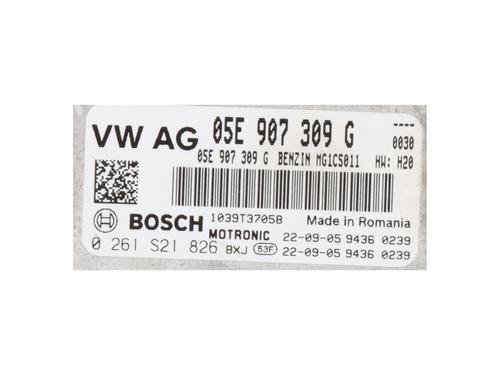 VW AG 05E 907 309 G ----
0030
05E 907 309 G BENZIN MG1CS011 HW: H20
BOSCH 1039T37058 Made in Romania
MOTRONIC 22-09-05 9436 0239
0 261 S21 826 BXJ 53F 22-09-05 9436 0239